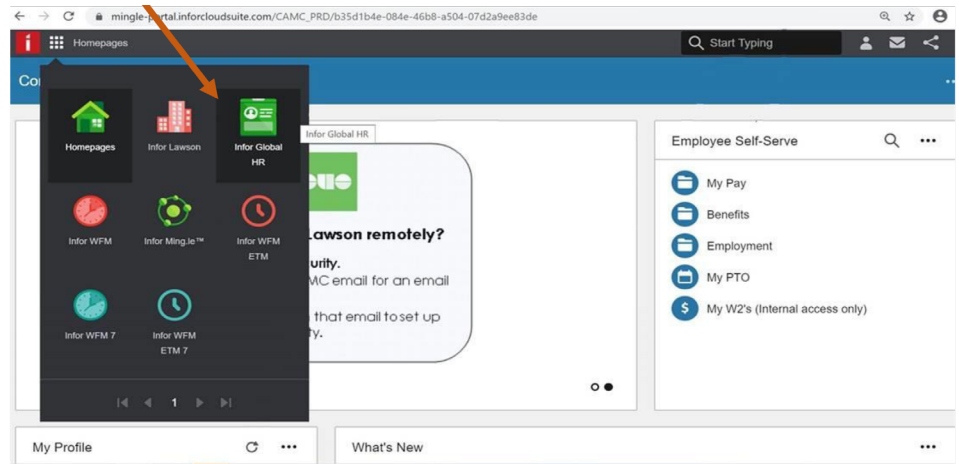 mingle-portal.inforcloudsuite.com/CAMC_PRD/b35d1b4e-084e-46b8-a504-07d2a9ee83de
Homepages
Start Typing
Homepages
Infor Lawson
Infor Global
HR
Infor Global HR
Infor WFM
Infor Ming.le™
Infor WFM
ETM
Infor WFM 7
Infor WFM
ETM 7
1
Lawson remotely?
MC email for an email
that email to set up
Employee Self-Serve
My Pay
Benefits
Employment
My PTO
$ My W2's (Internal access only)
My Profile
What's New